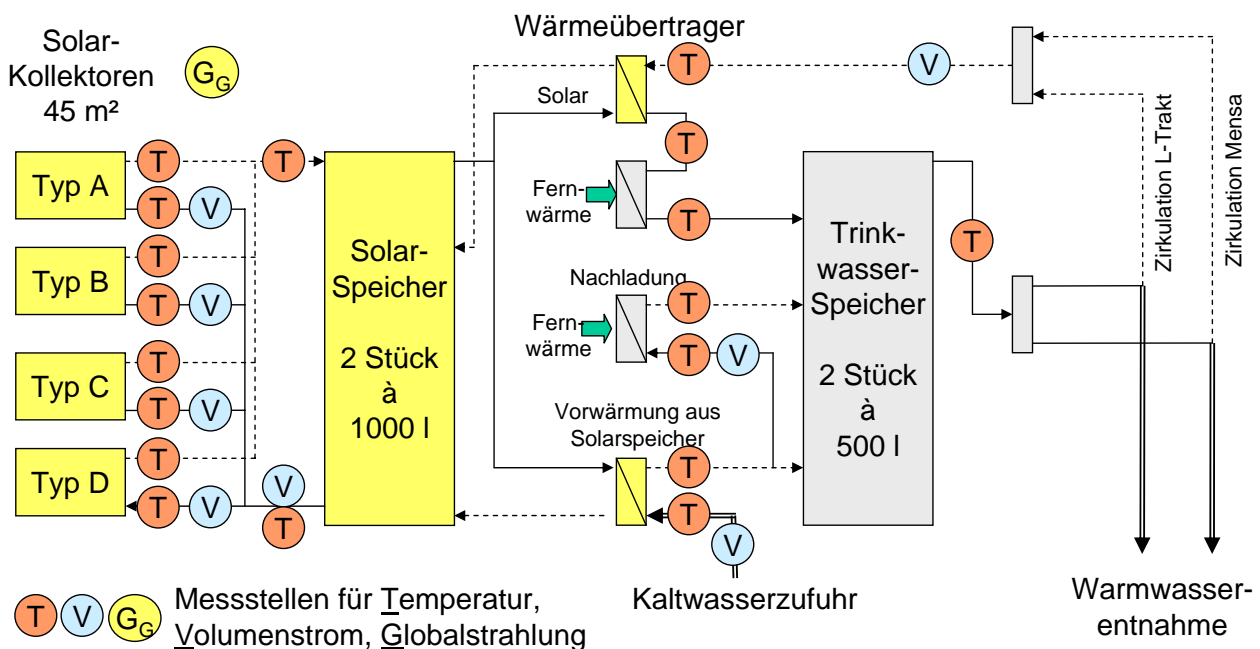 Solar-
Kollektoren
45 m²
G_G
Wärmeübertrager
T
V
Solar
T
Zirkulation L-Trakt
Zirkulation Mensa
Typ A
T
T
T
V
Fern-
wärme
T
Typ B
T
T
V
Solar-
Speicher
2 Stück
à
1000 l
Nachladung
Fern-
wärme
T
T
V
Trink-
wasser-
Speicher
2 Stück
à
500 l
T
Typ C
T
T
V
Vorwärmung aus
Solarspeicher
T
T
V
Typ D
T
T
V
V
T
Kaltwasserzufuhr
Warmwasser-
entnahme
T V G_G
Messstellen für Temperatur,
Volumenstrom, Globalstrahlung